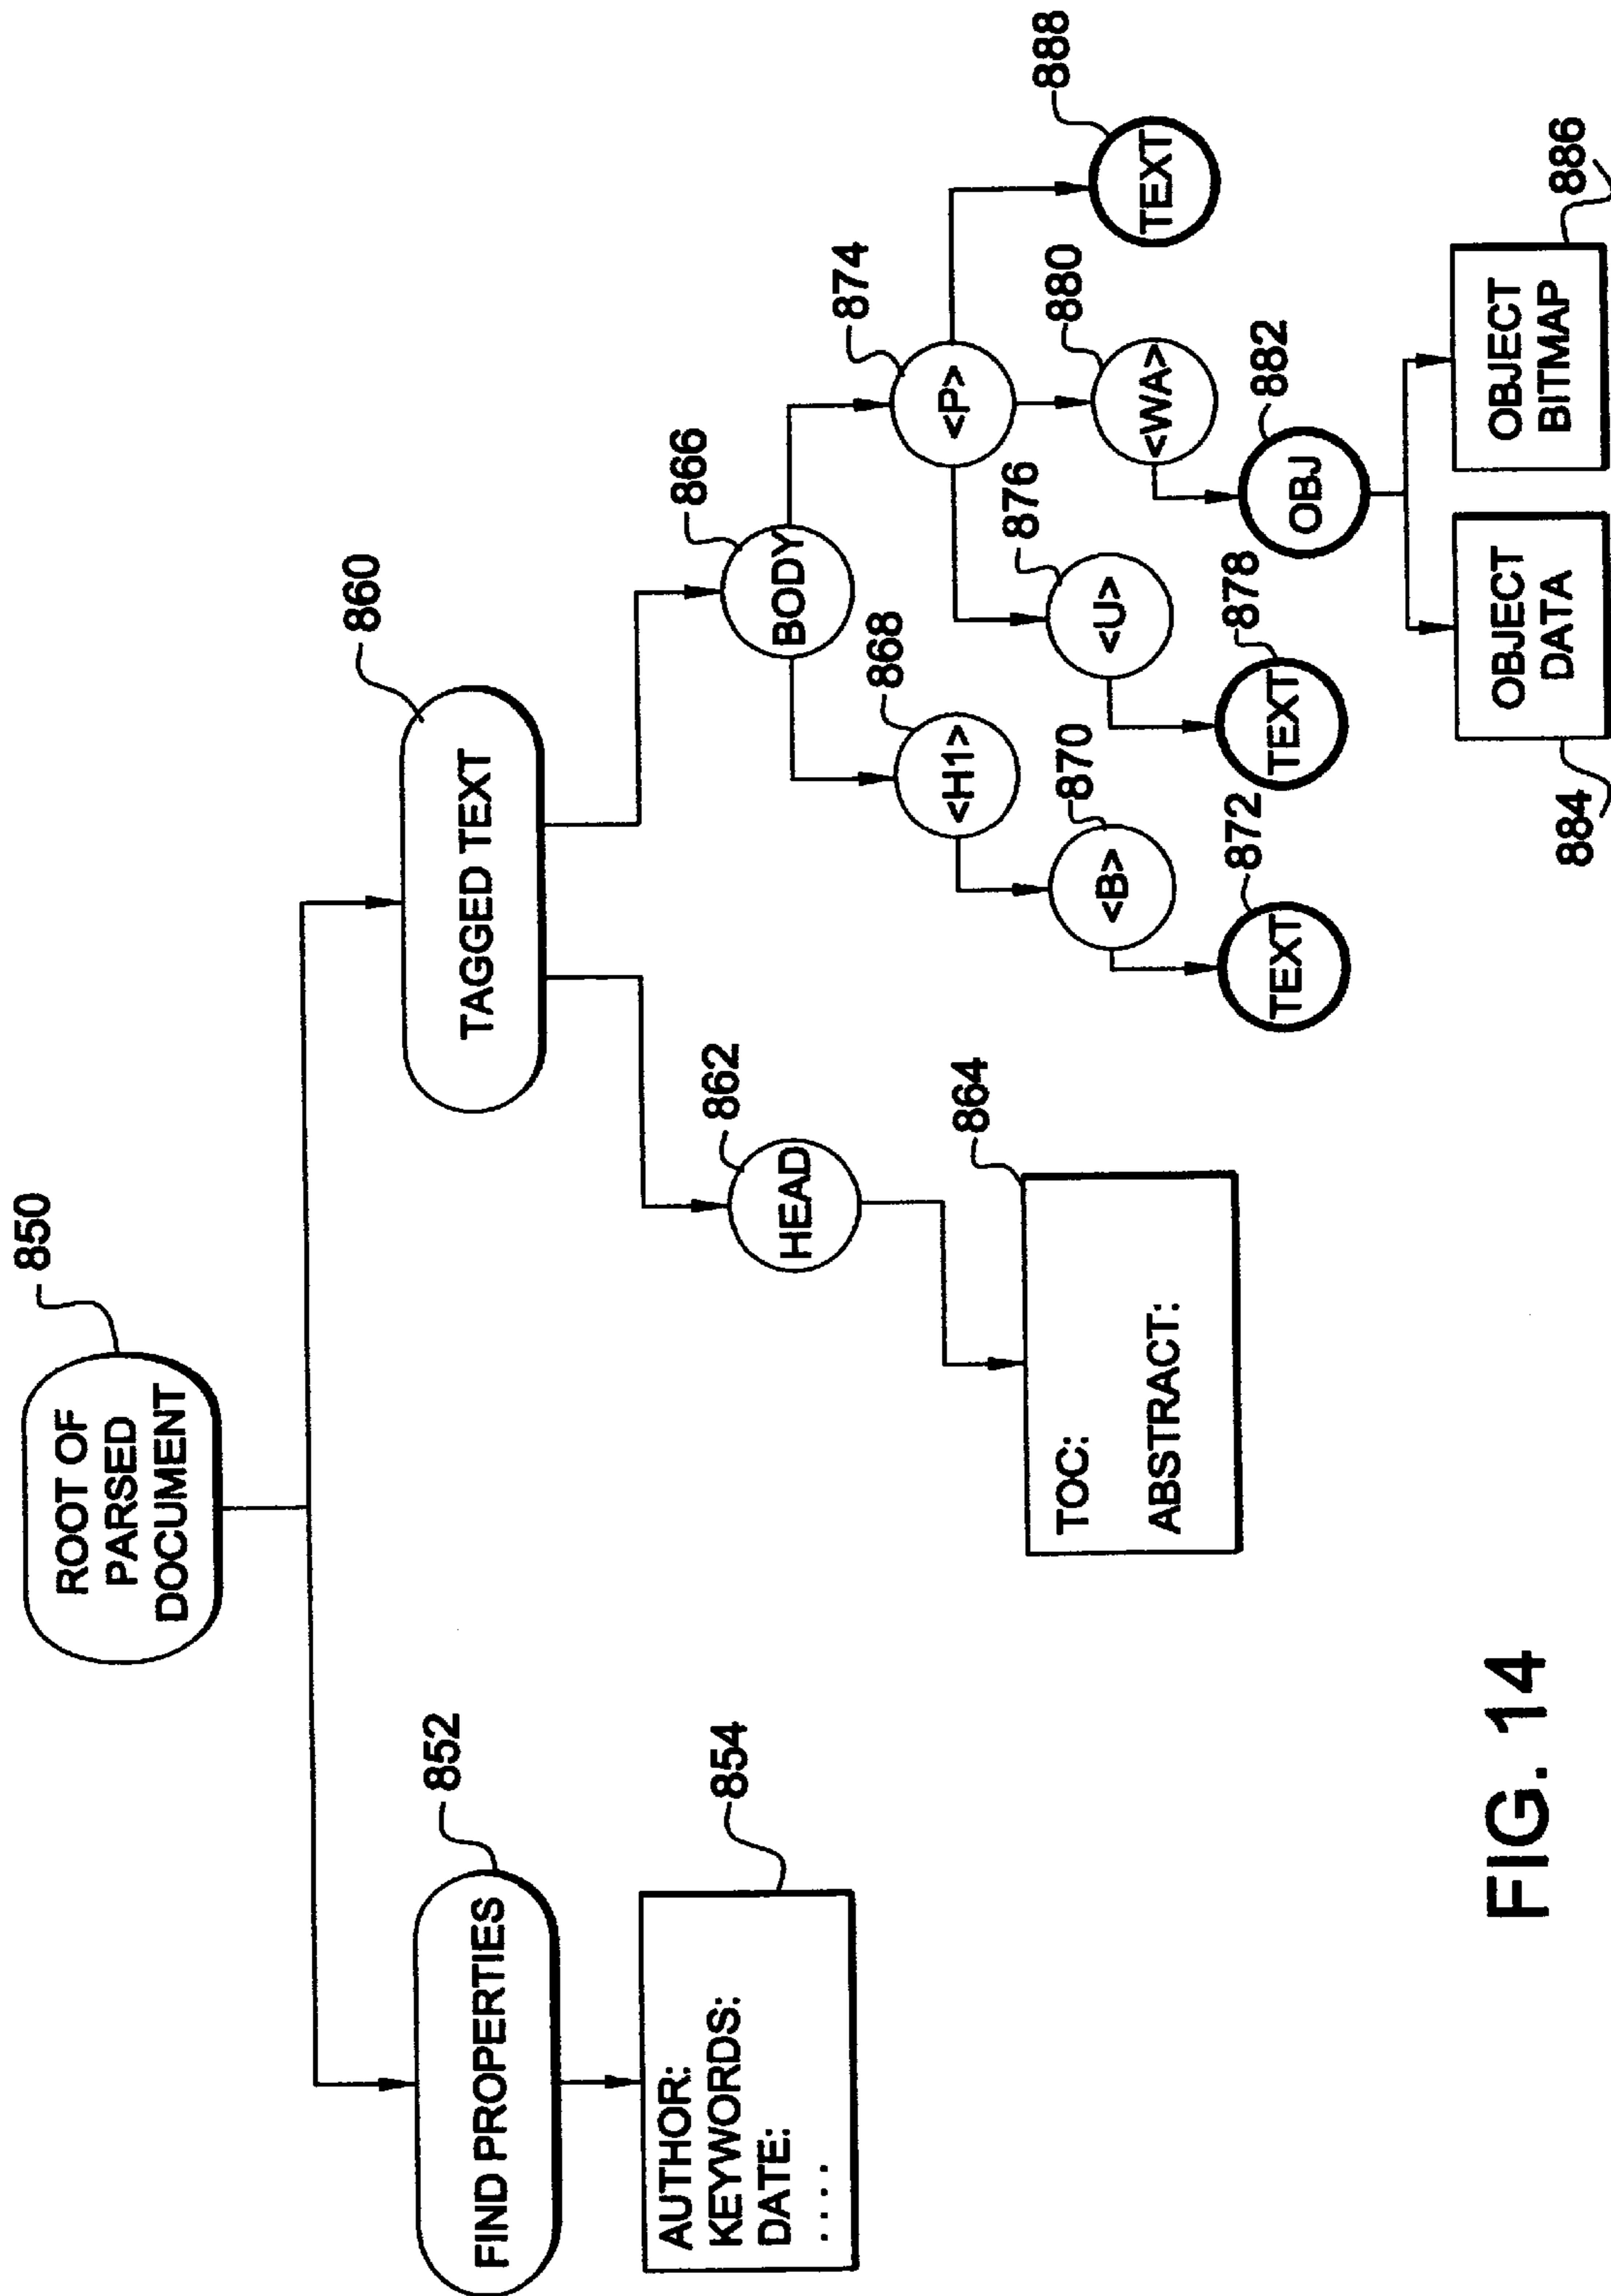 850
ROOT OF
PARSED
DOCUMENT
852
FIND PROPERTIES
854
AUTHOR:
KEYWORDS:
DATE:
. . . .
860
TAGGED TEXT
862
HEAD
864
TOC:
ABSTRACT:
866
BODY
868
<H1>
870
<B>
872
TEXT
874
<P>
876
<U>
878
TEXT
880
<WA>
882
OBJ
884
OBJECT
DATA
886
OBJECT
BITMAP
888
TEXT
FIG. 14